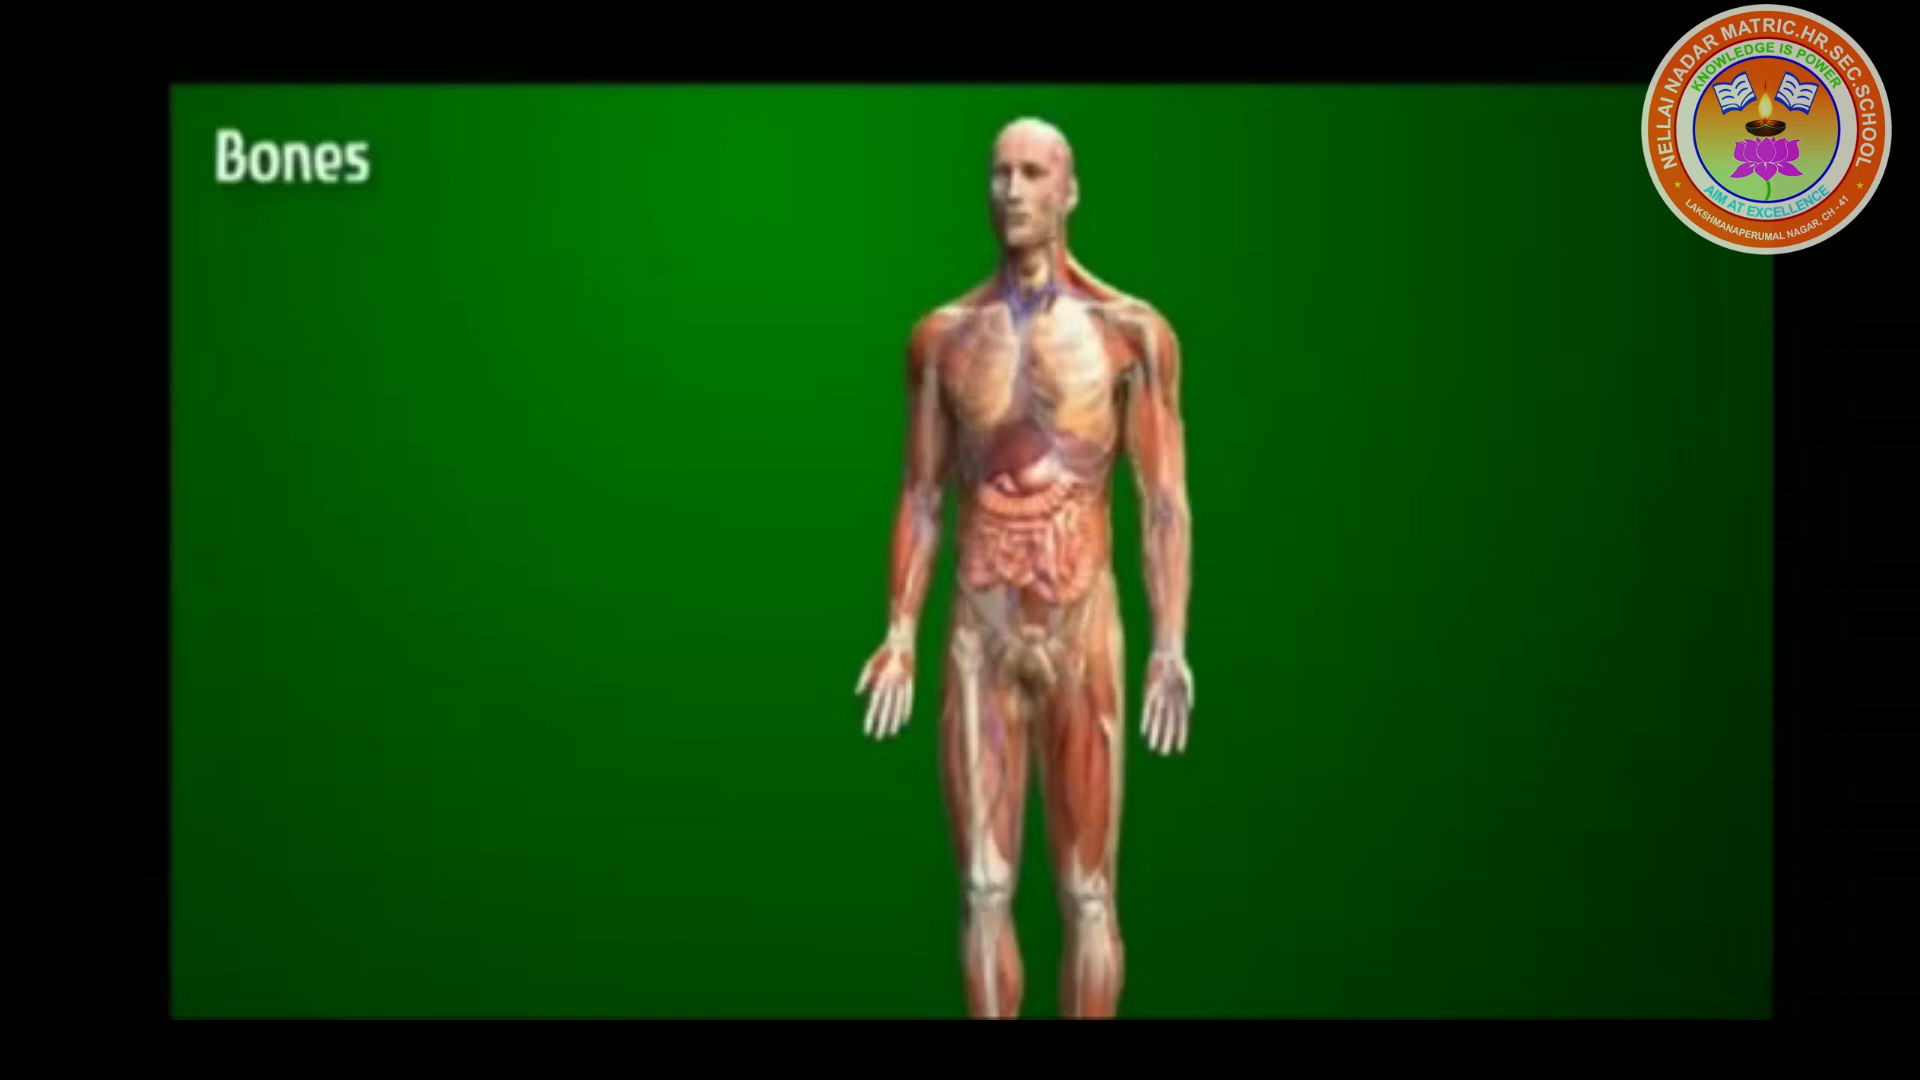 Bones
NELLAI NADAR MATRIC.HR.SEC.SCHOOL
KNOWLEDGE IS POWER
AIM AT EXCELLENCE
LAKSHMANAPERUMAL NAGAR, CH - 41